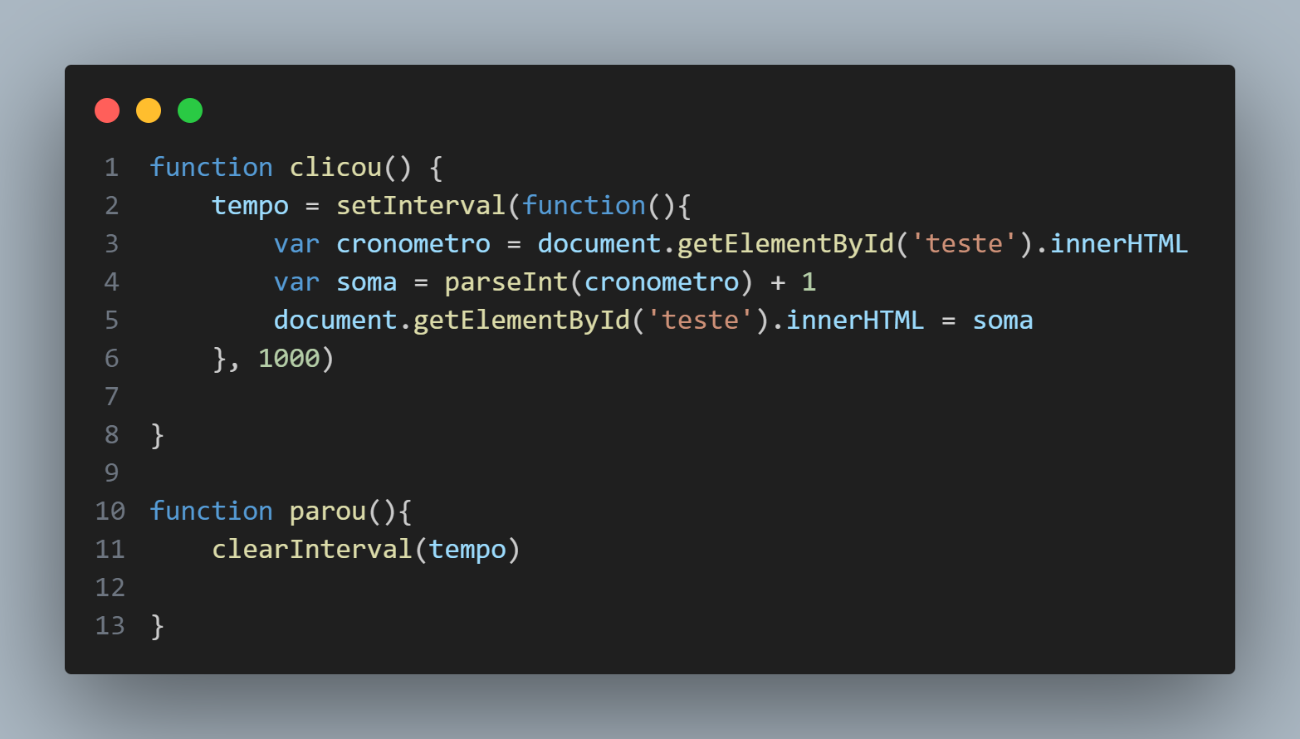 1 function clicou() {
2     tempo = setInterval(function(){
3         var cronometro = document.getElementById('teste').innerHTML
4         var soma = parseInt(cronometro) + 1
5         document.getElementById('teste').innerHTML = soma
6     }, 1000)
7
8 }
9
10 function parou(){
11     clearInterval(tempo)
12
13 }